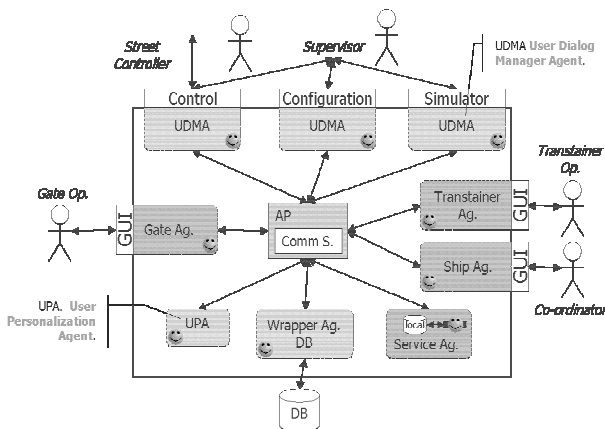 Street
Controller
Supervisor
UDMA User Dialog
Manager Agent.
Control
Configuration
Simulator
UDMA
UDMA
UDMA
Transtainer
Op.
Gate Op.
GUI
Gate Ag.
AP
Comm S.
Transtainer
Ag.
GUI
Ship Ag.
GUI
Co-ordinator
UPA. User
Personalization
Agent.
UPA
Wrapper Ag.
DB
local
Service Ag.
DB